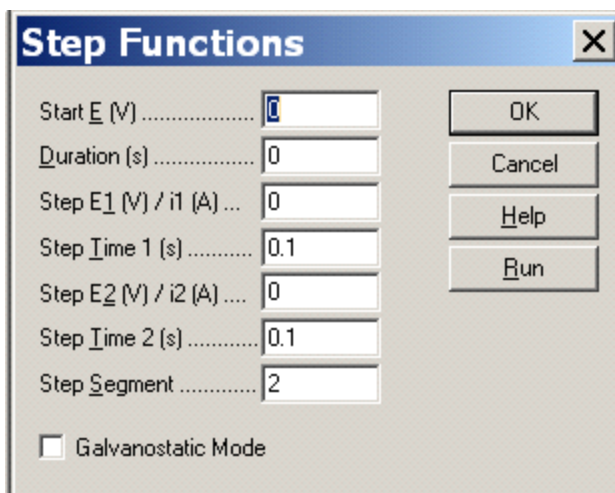 Step Functions
Start E (V) ................... 0
Duration (s) ................. 0
Step E1 (V) / i1 (A) ... 0
Step Time 1 (s) ........... 0.1
Step E2 (V) / i2 (A) .... 0
Step Time 2 (s) ........... 0.1
Step Segment ............. 2
Galvanostatic Mode
OK
Cancel
Help
Run